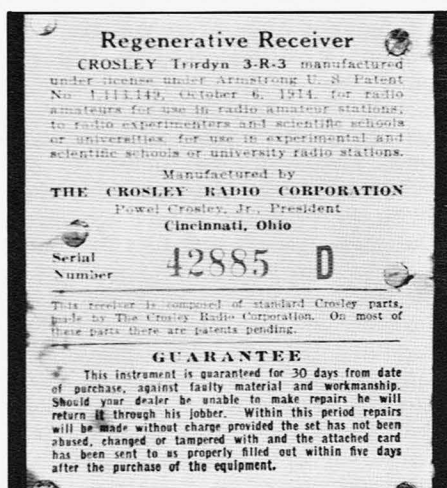 Regenerative Receiver
CROSLEY Trirdyn 3-R-3 manufactured
under license under Armstrong U. S. Patent
No. 1,113,149, October 6, 1914, for radio
amateurs for use in radio amateur stations,
to radio experimenters and scientific schools
or universities, for use in experimental and
scientific schools or university radio stations.
Manufactured by
THE CROSLEY RADIO CORPORATION
Powel Crosley, Jr., President
Cincinnati, Ohio
Serial
Number 42885 D
This receiver is composed of standard Crosley parts,
made by The Crosley Radio Corporation. On most of
these parts there are patents pending.
GUARANTEE
This instrument is guaranteed for 30 days from date
of purchase, against faulty material and workmanship.
Should your dealer be unable to make repairs he will
return it through his jobber. Within this period repairs
will be made without charge provided the set has not been
abused, changed or tampered with and the attached card
has been sent to us properly filled out within five days
after the purchase of the equipment.